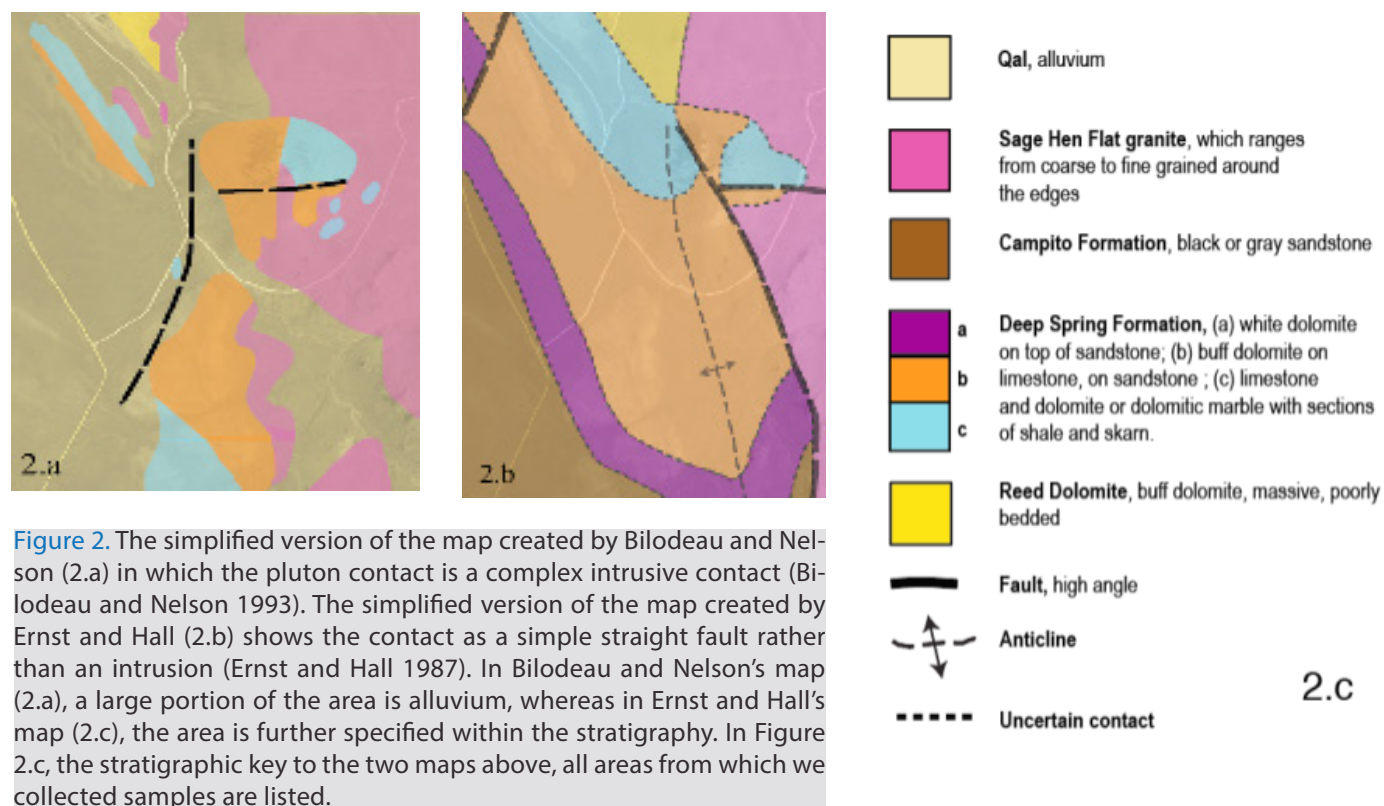 2.a
2.b
Figure 2. The simplified version of the map created by Bilodeau and Nel-
son (2.a) in which the pluton contact is a complex intrusive contact (Bi-
lodeau and Nelson 1993). The simplified version of the map created by
Ernst and Hall (2.b) shows the contact as a simple straight fault rather
than an intrusion (Ernst and Hall 1987). In Bilodeau and Nelson’s map
(2.a), a large portion of the area is alluvium, whereas in Ernst and Hall’s
map (2.c), the area is further specified within the stratigraphy. In Figure
2.c, the stratigraphic key to the two maps above, all areas from which we
collected samples are listed.
Qal, alluvium
Sage Hen Flat granite, which ranges
from coarse to fine grained around
the edges
Campito Formation, black or gray sandstone
a
b
c
Deep Spring Formation, (a) white dolomite
on top of sandstone; (b) buff dolomite on
limestone, on sandstone ; (c) limestone
and dolomite or dolomitic marble with sections
of shale and skarn.
Reed Dolomite, buff dolomite, massive, poorly
bedded
Fault, high angle
Anticline
Uncertain contact
2.c